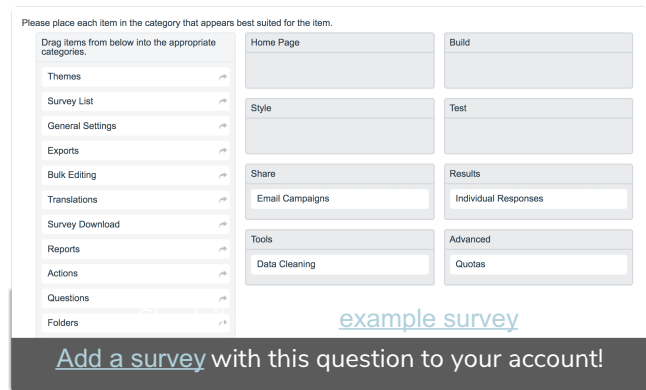 Please place each item in the category that appears best suited for the item.
Drag items from below into the appropriate
categories.
Themes
Survey List
General Settings
Exports
Bulk Editing
Translations
Survey Download
Reports
Actions
Questions
Folders
Home Page
Build
Style
Test
Share
Email Campaigns
Results
Individual Responses
Tools
Data Cleaning
Advanced
Quotas
example survey
Add a survey with this question to your account!